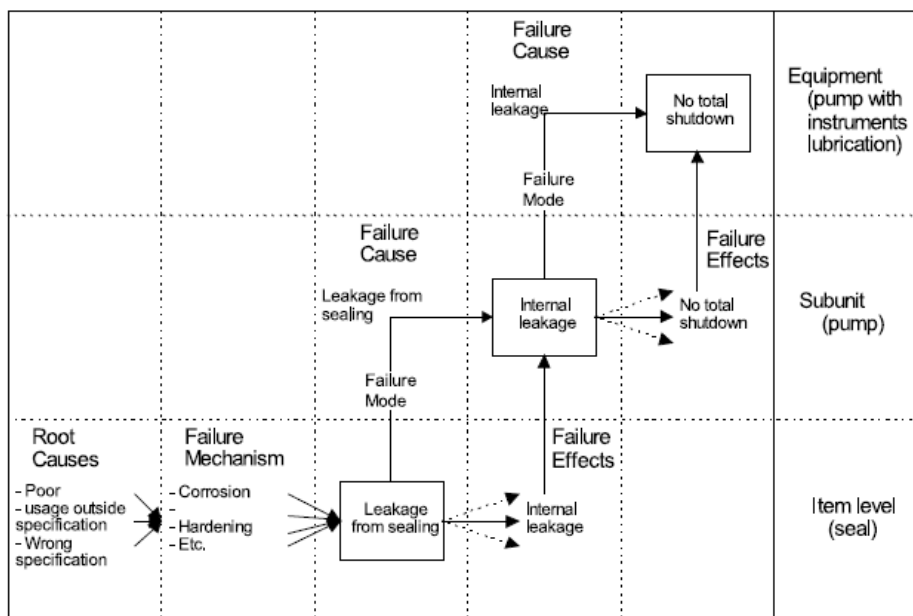 Failure
Cause
Internal
leakage
No total
shutdown
Equipment
(pump with
instruments
lubrication)
Failure
Mode
Failure
Cause
Leakage from
sealing
Internal
leakage
No total
shutdown
Failure
Effects
Subunit
(pump)
Failure
Mode
Root
Causes
- Poor
- usage outside
specification
- Wrong
specification
Failure
Mechanism
- Corrosion
-
- Hardening
- Etc.
Leakage
from sealing
Internal
leakage
Failure
Effects
Item level
(seal)